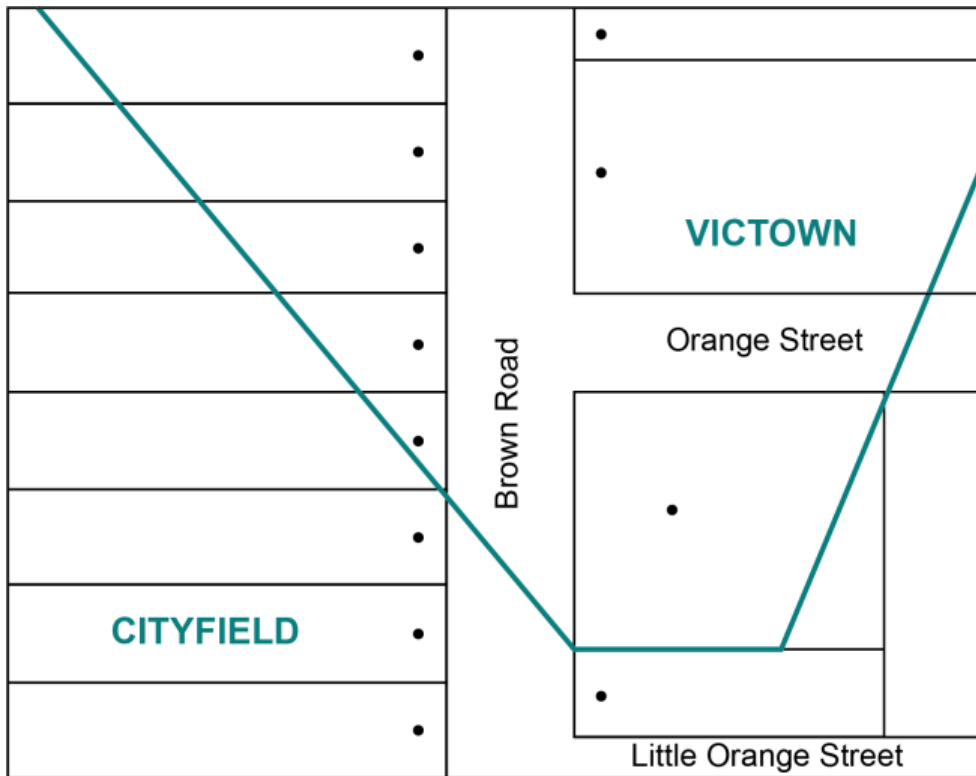 VICTOWN
Orange Street
Brown Road
CITYFIELD
Little Orange Street